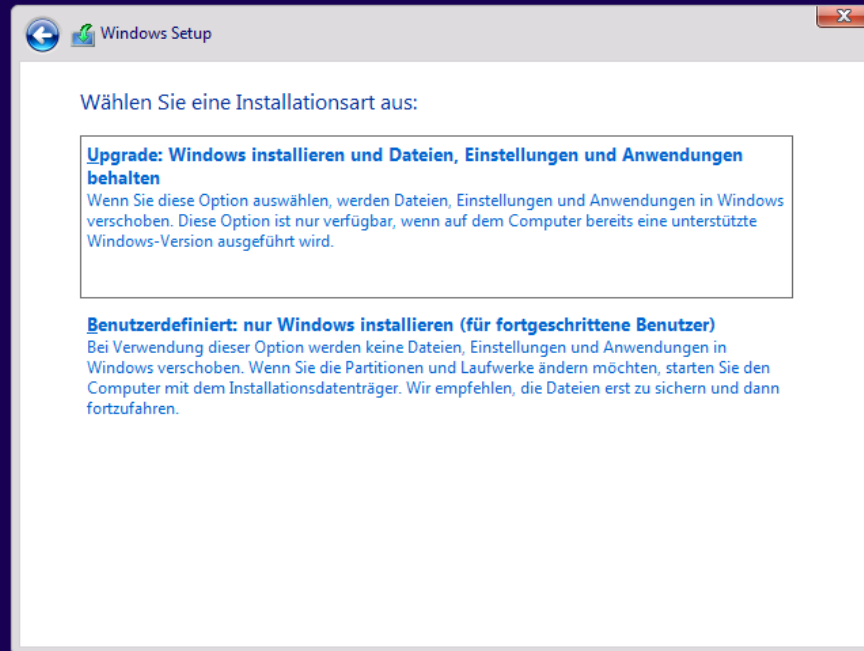 Windows Setup
Wählen Sie eine Installationsart aus:
Upgrade: Windows installieren und Dateien, Einstellungen und Anwendungen
behalten
Wenn Sie diese Option auswählen, werden Dateien, Einstellungen und Anwendungen in Windows
verschoben. Diese Option ist nur verfügbar, wenn auf dem Computer bereits eine unterstützte
Windows-Version ausgeführt wird.
Benutzerdefiniert: nur Windows installieren (für fortgeschrittene Benutzer)
Bei Verwendung dieser Option werden keine Dateien, Einstellungen und Anwendungen in
Windows verschoben. Wenn Sie die Partitionen und Laufwerke ändern möchten, starten Sie den
Computer mit dem Installationsdatenträger. Wir empfehlen, die Dateien erst zu sichern und dann
fortzufahren.